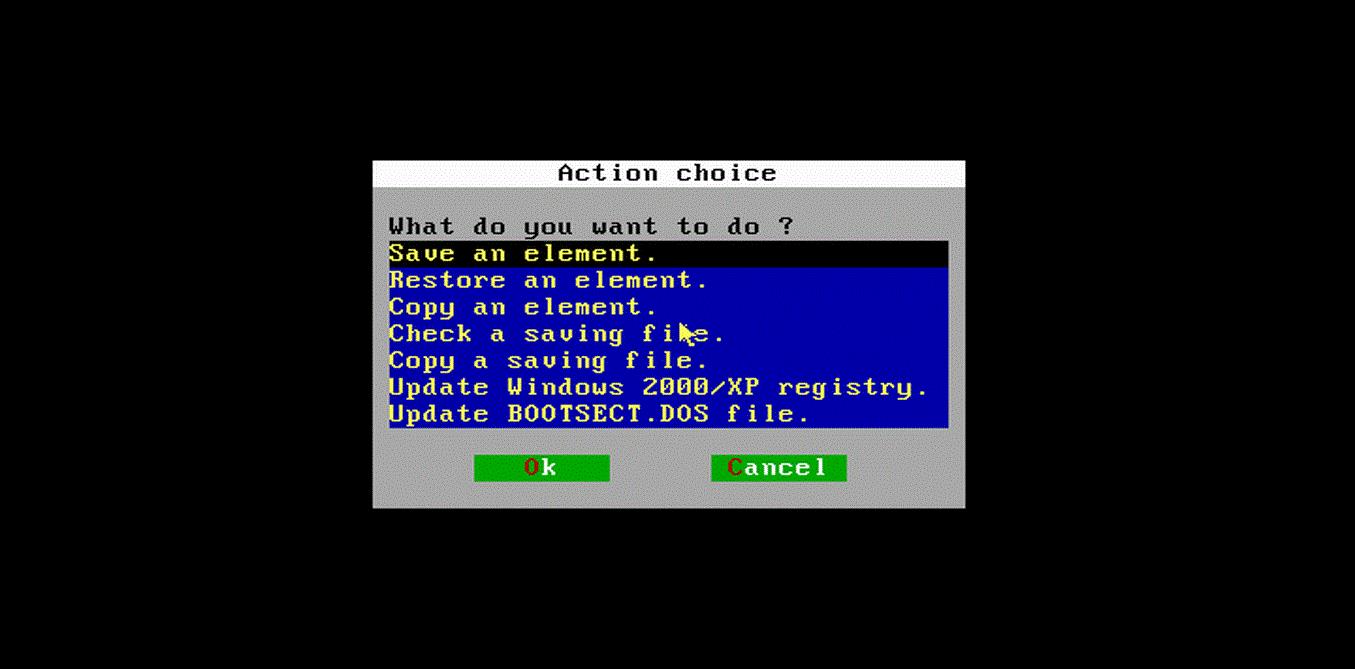 Action choice
What do you want to do ?
Save an element.
Restore an element.
Copy an element.
Check a saving file.
Copy a saving file.
Update Windows 2000/XP registry.
Update BOOTSECT.DOS file.
Ok
Cancel